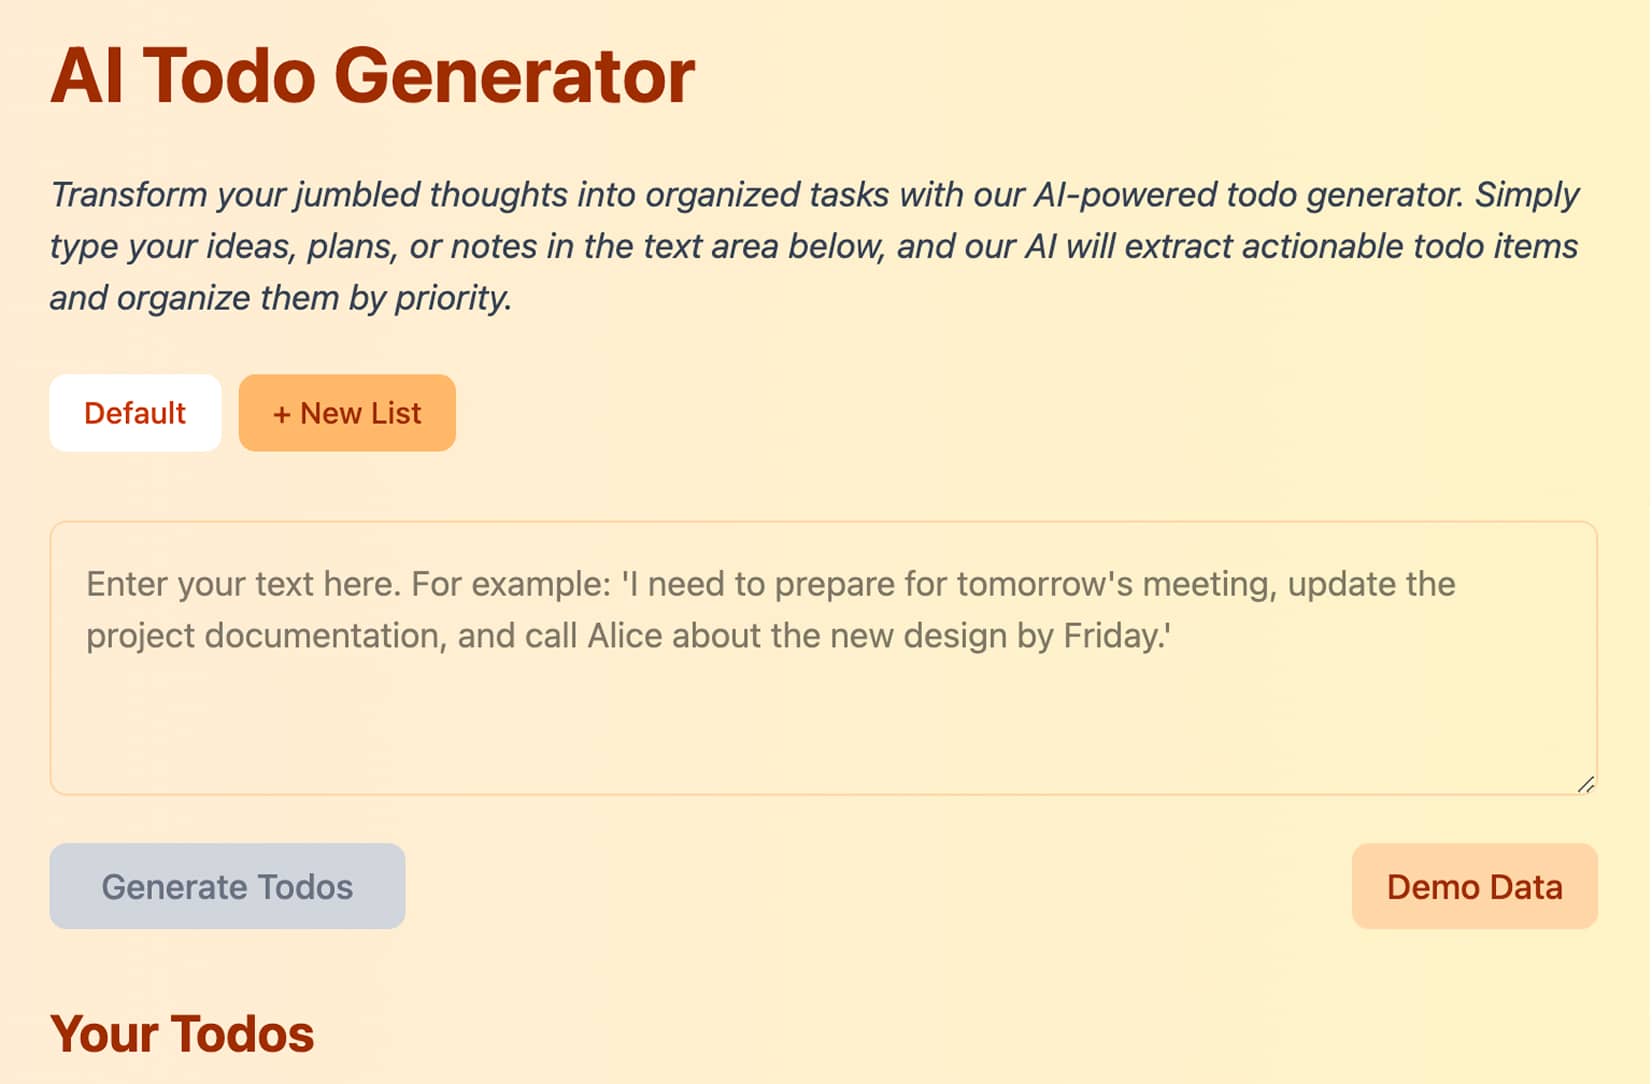 AI Todo Generator
Transform your jumbled thoughts into organized tasks with our AI-powered todo generator. Simply
type your ideas, plans, or notes in the text area below, and our AI will extract actionable todo items
and organize them by priority.
Default
+ New List
Enter your text here. For example: 'I need to prepare for tomorrow's meeting, update the
project documentation, and call Alice about the new design by Friday.'
Generate Todos
Demo Data
Your Todos